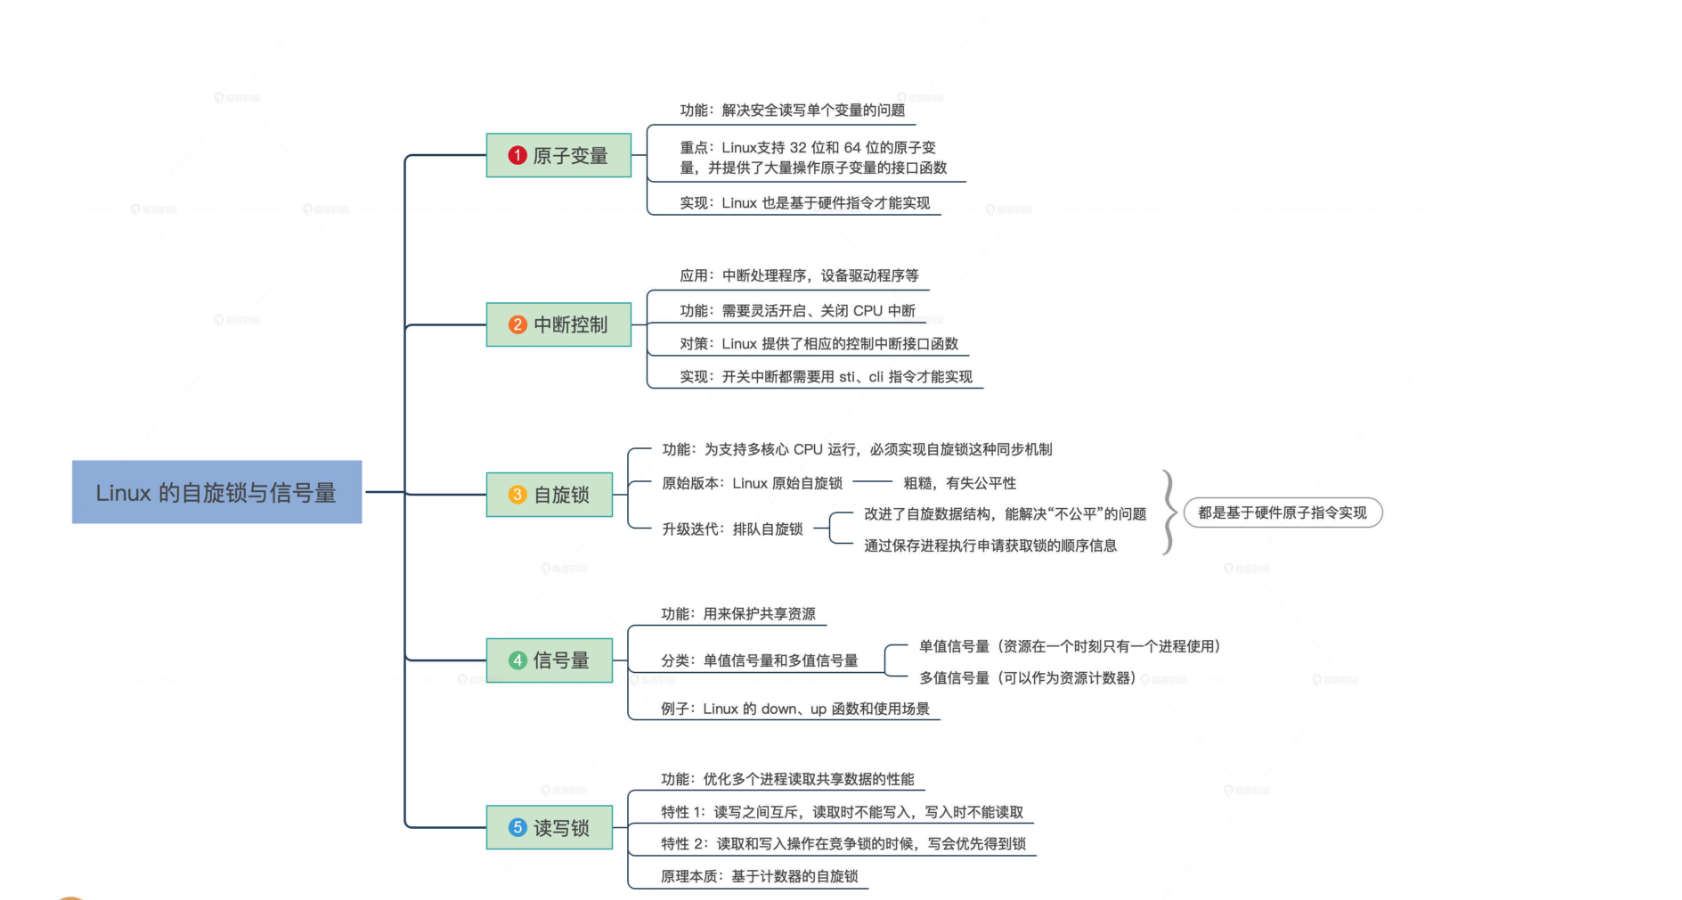 Linux 的自旋锁与信号量
1 原子变量
功能：解决安全读写单个变量的问题
重点：Linux支持 32 位和 64 位的原子变
量，并提供了大量操作原子变量的接口函数
实现：Linux 也是基于硬件指令才能实现
2 中断控制
应用：中断处理程序，设备驱动程序等
功能：需要灵活开启、关闭 CPU 中断
对策：Linux 提供了相应的控制中断接口函数
实现：开关中断都需要用 sti、cli 指令才能实现
3 自旋锁
功能：为支持多核心 CPU 运行，必须实现自旋锁这种同步机制
原始版本：Linux 原始自旋锁
粗糙，有失公平性
升级迭代：排队自旋锁
改进了自旋数据结构，能解决“不公平”的问题
通过保存进程执行申请获取锁的顺序信息
都是基于硬件原子指令实现
4 信号量
功能：用来保护共享资源
分类：单值信号量和多值信号量
单值信号量（资源在一个时刻只有一个进程使用）
多值信号量（可以作为资源计数器）
例子：Linux 的 down、up 函数和使用场景
5 读写锁
功能：优化多个进程读取共享数据的性能
特性 1：读写之间互斥，读取时不能写入，写入时不能读取
特性 2：读取和写入操作在竞争锁的时候，写会优先得到锁
原理本质：基于计数器的自旋锁